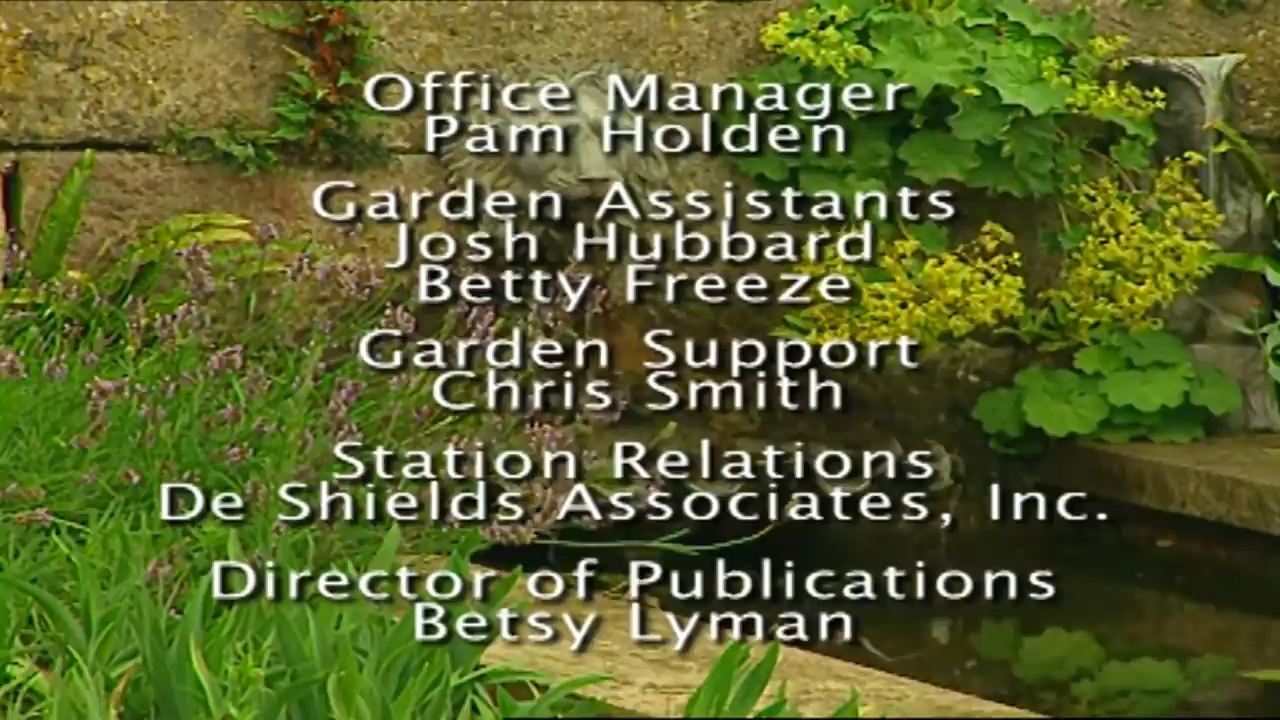 Office Manager
Pam Holden
Garden Assistants
Josh Hubbard
Betty Freeze
Garden Support
Chris Smith
Station Relations
De Shields Associates, Inc.
Director of Publications
Betsy Lyman